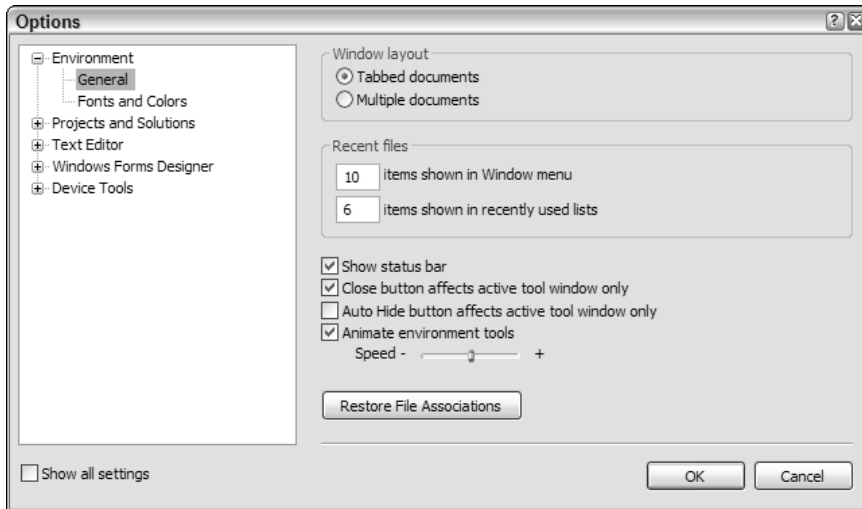 Options
Environment
General
Fonts and Colors
Projects and Solutions
Text Editor
Windows Forms Designer
Device Tools
Window layout
Tabbed documents
Multiple documents
Recent files
10 items shown in Window menu
6 items shown in recently used lists
Show status bar
Close button affects active tool window only
Auto Hide button affects active tool window only
Animate environment tools
Speed - +
Restore File Associations
Show all settings
OK Cancel